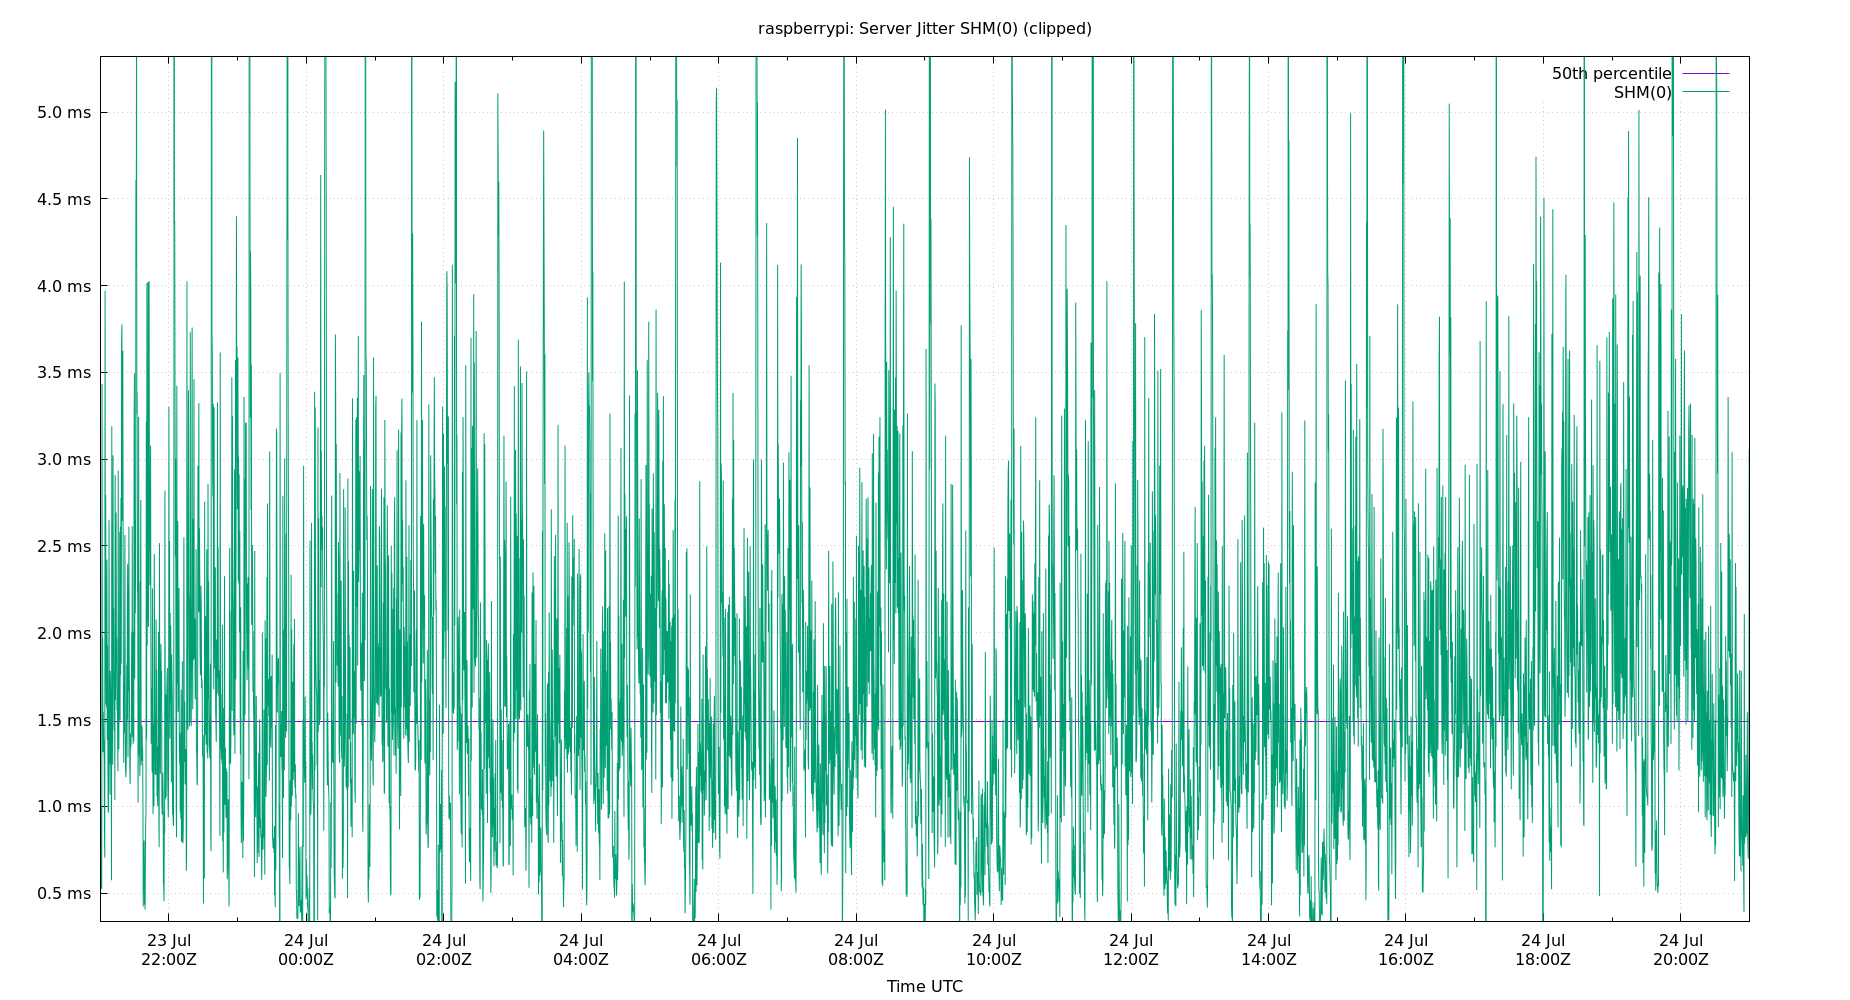 raspberrypi: Server Jitter SHM(0) (clipped)
50th percentile
SHM(0)
5.0 ms
4.5 ms
4.0 ms
3.5 ms
3.0 ms
2.5 ms
2.0 ms
1.5 ms
1.0 ms
0.5 ms
23 Jul 24 Jul 24 Jul 24 Jul 24 Jul 24 Jul 24 Jul 24 Jul 24 Jul 24 Jul 24 Jul 24 Jul
22:00Z 00:00Z 02:00Z 04:00Z 06:00Z 08:00Z 10:00Z 12:00Z 14:00Z 16:00Z 18:00Z 20:00Z
Time UTC